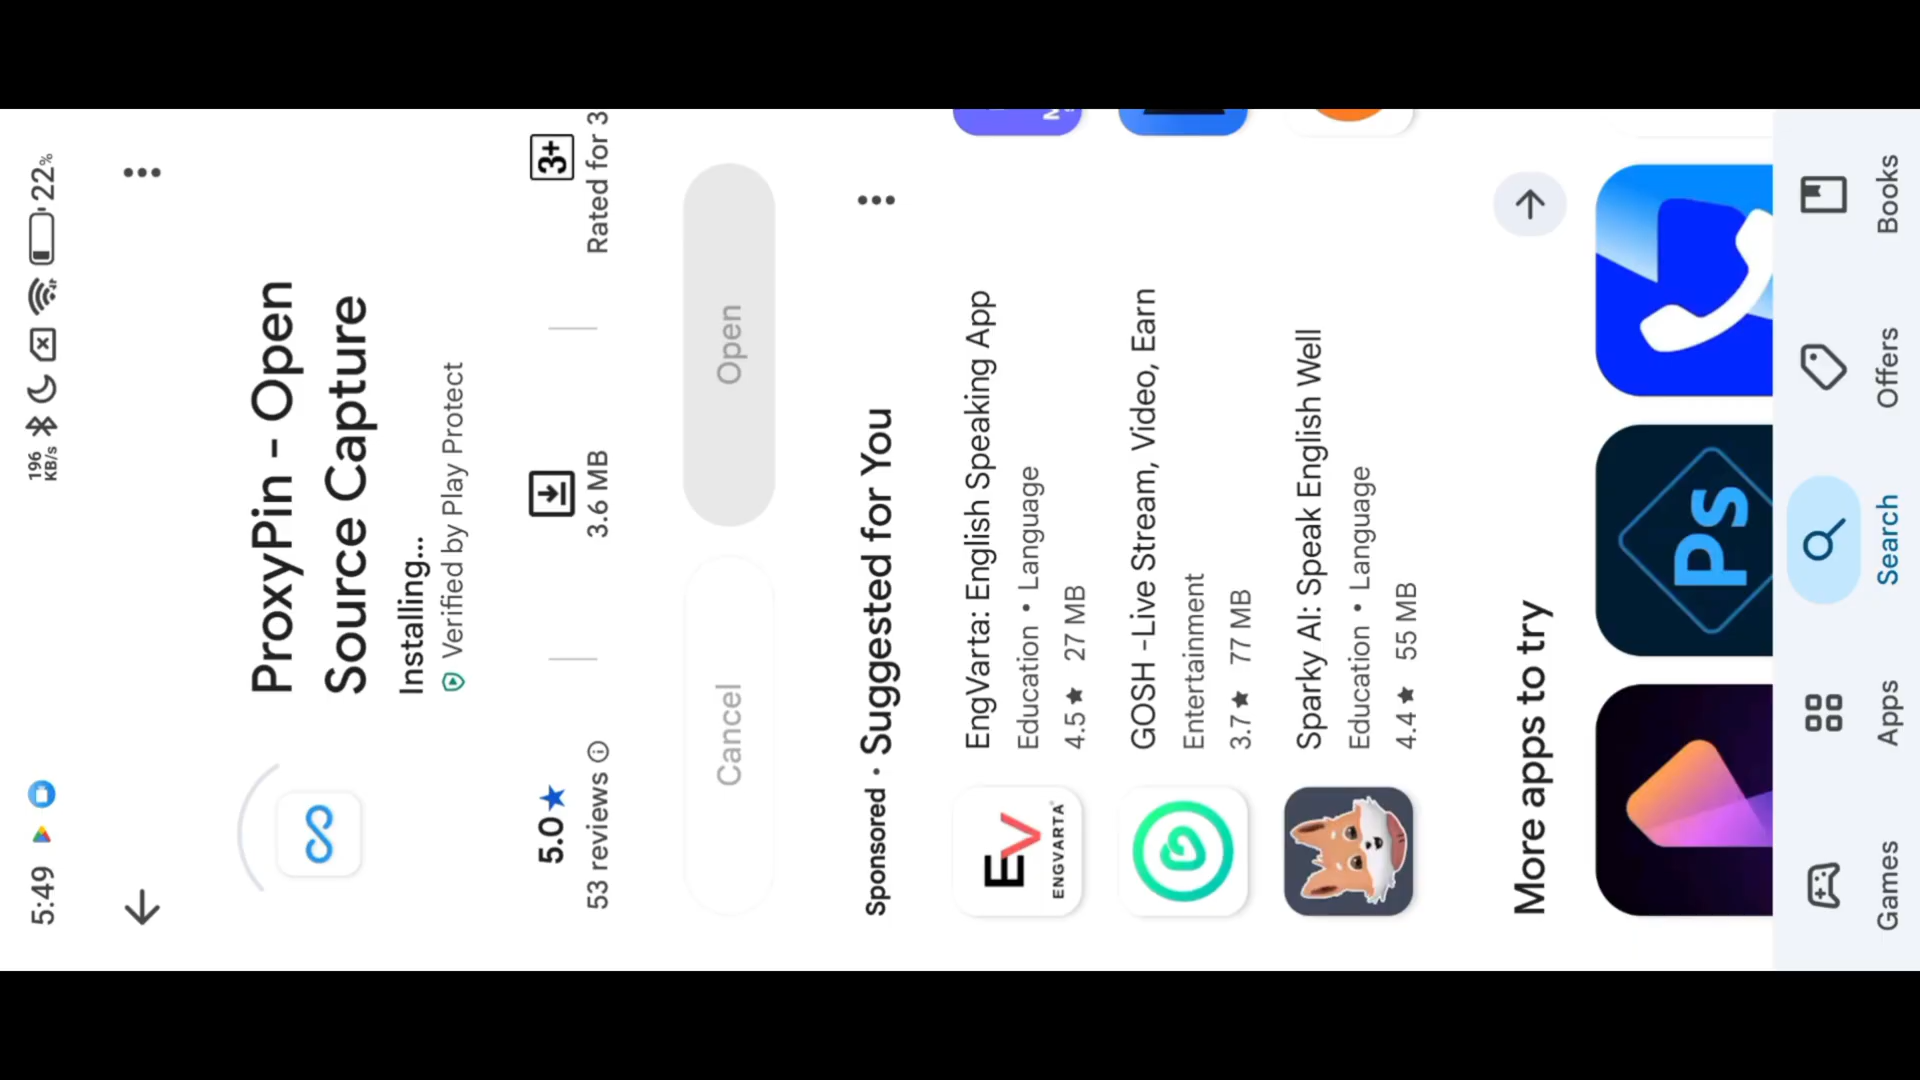 5:49
196
KB/s
22%
ProxyPin - Open
Source Capture
Installing...
Verified by Play Protect
5.0
53 reviews
3.6 MB
3+
Rated for 3
Cancel
Open
Sponsored • Suggested for You
EV
ENGVARTA
EngVarta: English Speaking App
Education • Language
4.5 ★ 27 MB
GOSH -Live Stream, Video, Earn
Entertainment
3.7 ★ 77 MB
Sparky AI: Speak English Well
Education • Language
4.4 ★ 55 MB
More apps to try
Ps
Games
Apps
Search
Offers
Books